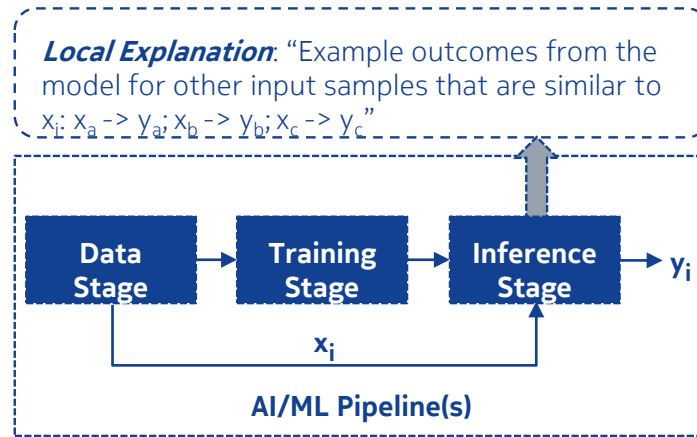 Local Explanation: “Example outcomes from the
model for other input samples that are similar to
xi: xa -> ya; xb -> yb; xc -> yc”
Data
Stage
Training
Stage
Inference
Stage
yi
xi
AI/ML Pipeline(s)